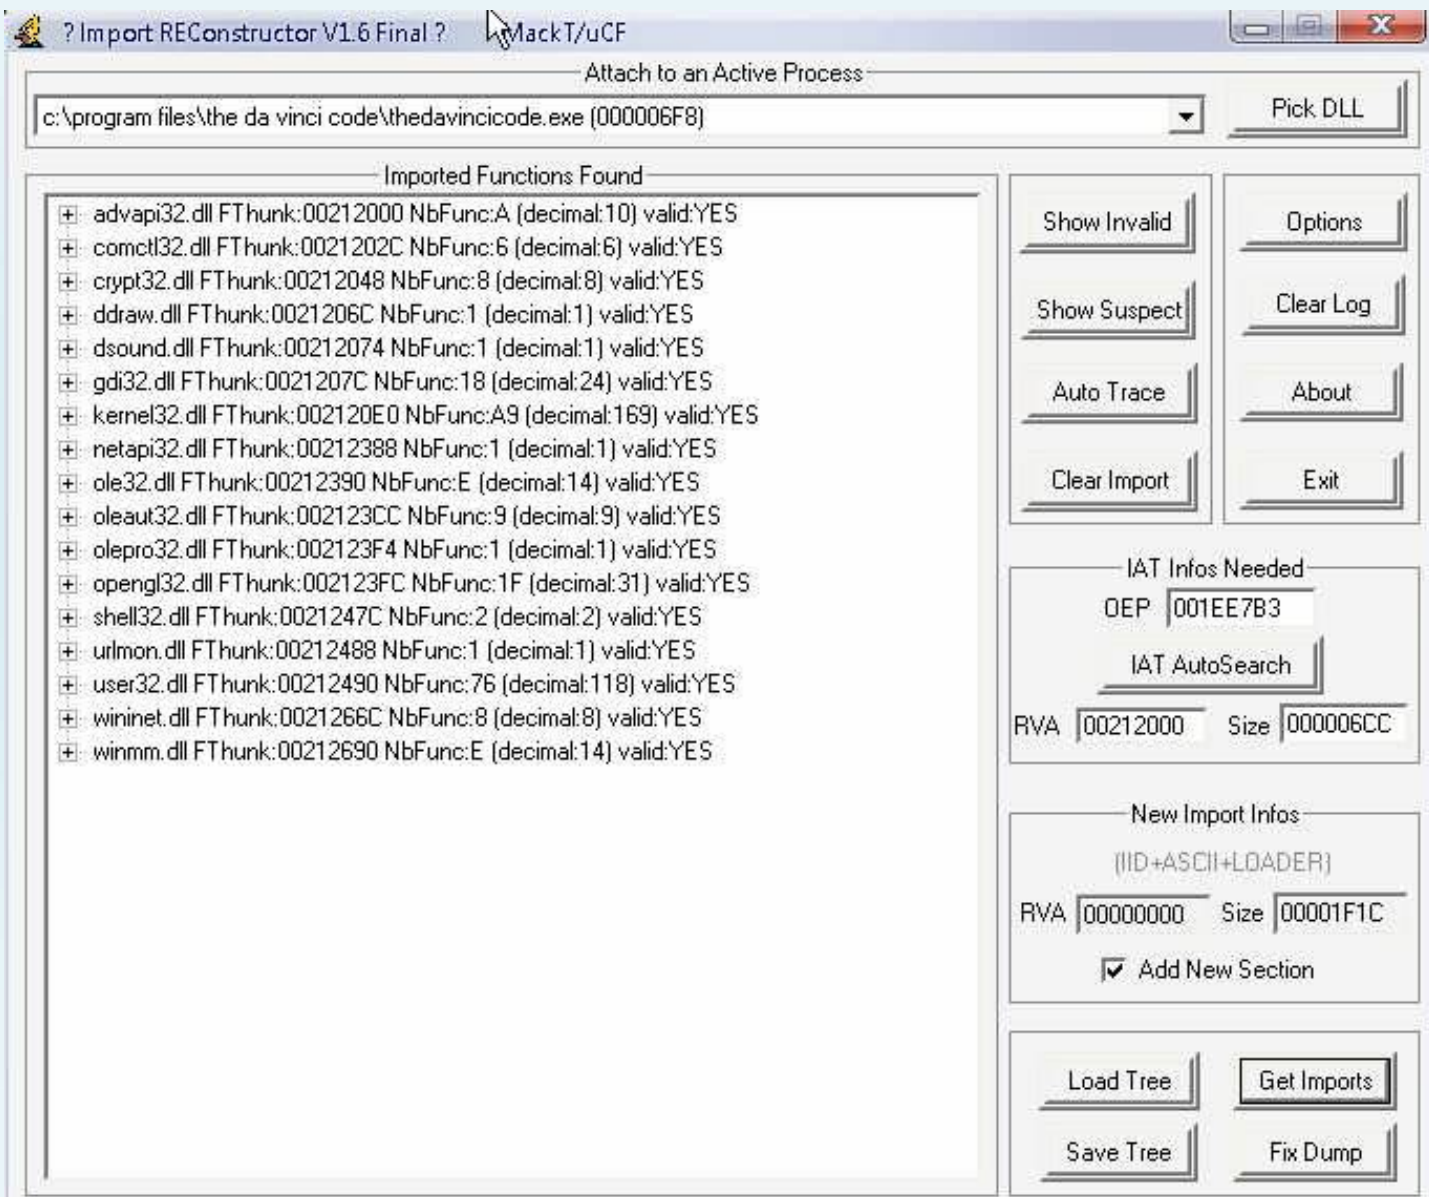 ? Import REConstructor V1.6 Final ? MackT/uCF
Attach to an Active Process
c:\program files\the da vinci code\thedavincicode.exe (000006F8)
Pick DLL
Imported Functions Found
advapi32.dll FThunk:00212000 NbFunc:A (decimal:10) valid:YES
comctl32.dll FThunk:0021202C NbFunc:6 (decimal:6) valid:YES
crypt32.dll FThunk:00212048 NbFunc:8 (decimal:8) valid:YES
ddraw.dll FThunk:0021206C NbFunc:1 (decimal:1) valid:YES
dsound.dll FThunk:00212074 NbFunc:1 (decimal:1) valid:YES
gdi32.dll FThunk:0021207C NbFunc:18 (decimal:24) valid:YES
kernel32.dll FThunk:002120E0 NbFunc:A9 (decimal:169) valid:YES
netapi32.dll FThunk:00212388 NbFunc:1 (decimal:1) valid:YES
ole32.dll FThunk:00212390 NbFunc:E (decimal:14) valid:YES
oleaut32.dll FThunk:002123CC NbFunc:9 (decimal:9) valid:YES
olepro32.dll FThunk:002123F4 NbFunc:1 (decimal:1) valid:YES
opengl32.dll FThunk:002123FC NbFunc:1F (decimal:31) valid:YES
shell32.dll FThunk:0021247C NbFunc:2 (decimal:2) valid:YES
urlmon.dll FThunk:00212488 NbFunc:1 (decimal:1) valid:YES
user32.dll FThunk:00212490 NbFunc:76 (decimal:118) valid:YES
wininet.dll FThunk:0021266C NbFunc:8 (decimal:8) valid:YES
winmm.dll FThunk:00212690 NbFunc:E (decimal:14) valid:YES
Show Invalid
Options
Show Suspect
Clear Log
Auto Trace
About
Clear Import
Exit
IAT Infos Needed
OEP 001EE7B3
IAT AutoSearch
RVA 00212000 Size 000006CC
New Import Infos
(IID+ASCII+LOADER)
RVA 00000000 Size 00001F1C
Add New Section
Load Tree
Get Imports
Save Tree
Fix Dump